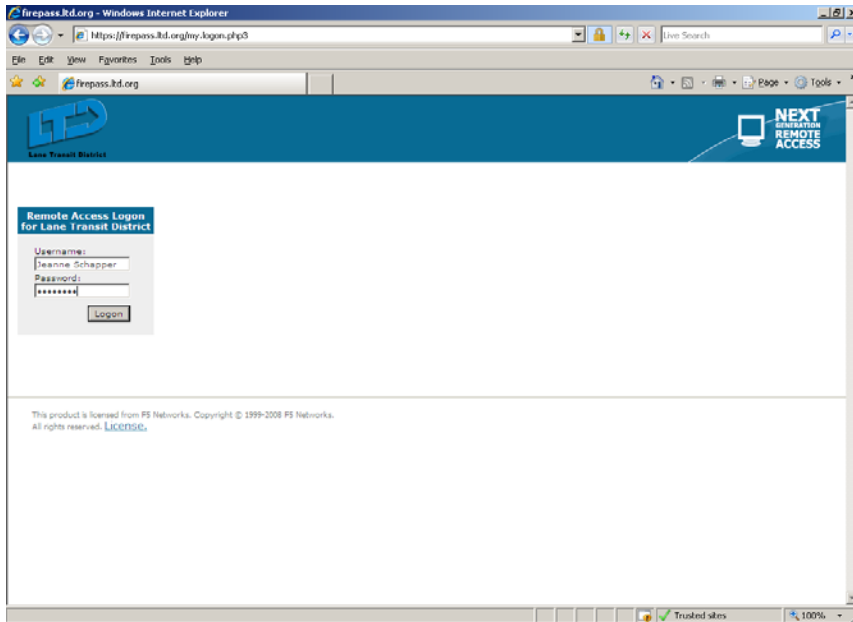 firepass.ltd.org - Windows Internet Explorer
https://firepass.ltd.org/my.logon.php3
Live Search
File Edit View Favorites Tools Help
firepass.ltd.org
Page Tools
LTD
Lane Transit District
NEXT
GENERATION
REMOTE
ACCESS
Remote Access Logon
for Lane Transit District
Username:
Jeanne Schapper
Password:
••••••••
Logon
This product is licensed from F5 Networks. Copyright © 1999-2008 F5 Networks.
All rights reserved. License.
Trusted sites
100%